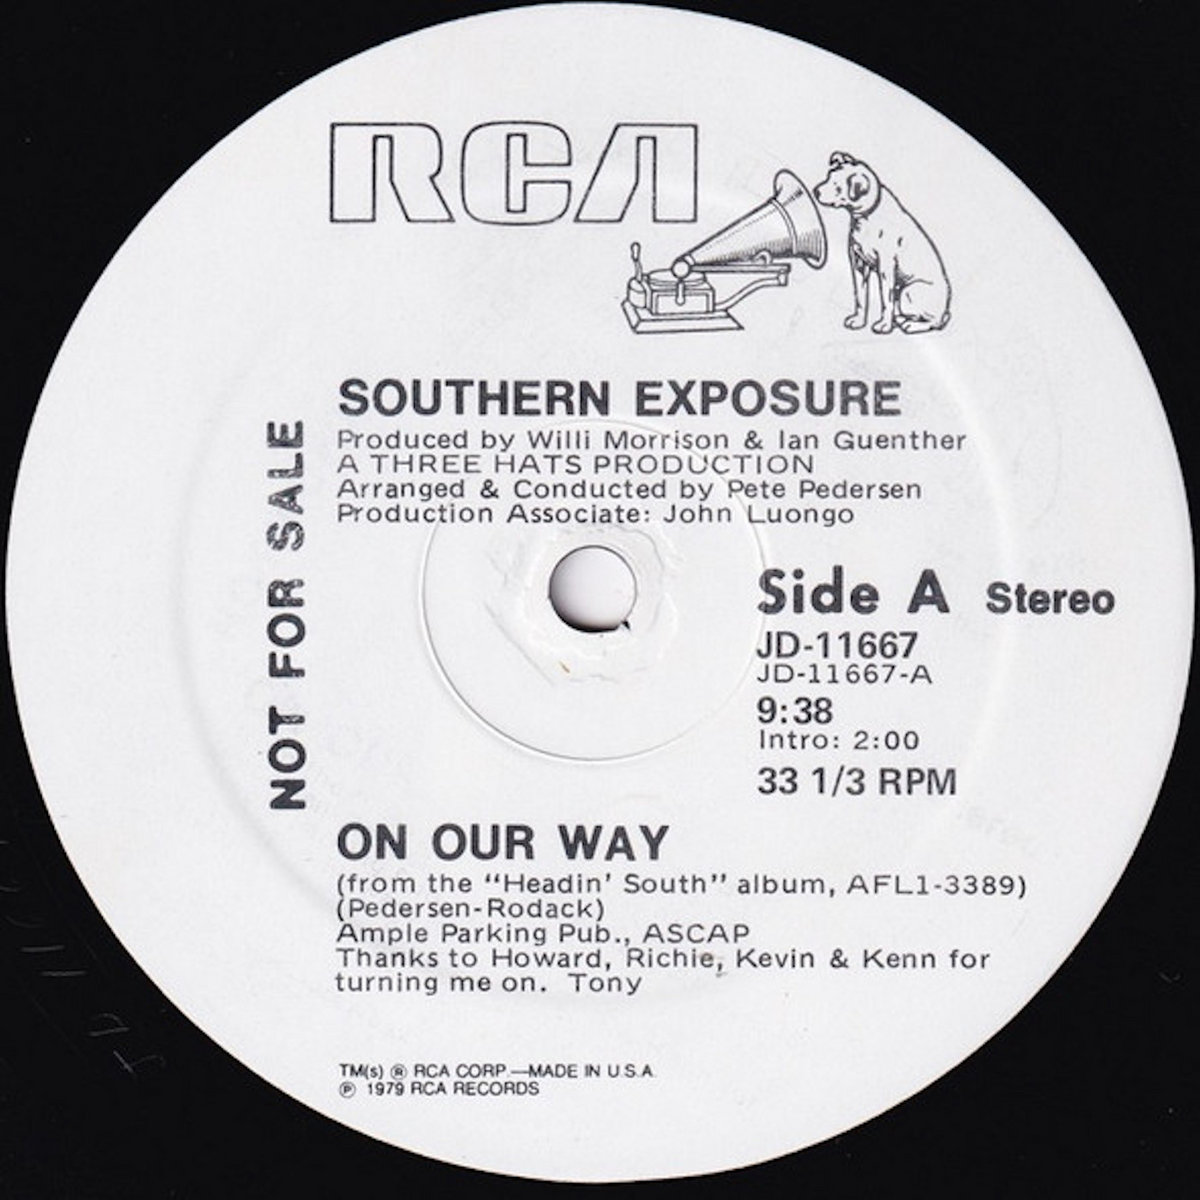 RCA
SOUTHERN EXPOSURE
Produced by Willi Morrison & Ian Guenther
A THREE HATS PRODUCTION
Arranged & Conducted by Pete Pedersen
Production Associate: John Luongo
NOT FOR SALE
Side A Stereo
JD-11667
JD-11667-A
9:38
Intro: 2:00
33 1/3 RPM
ON OUR WAY
(from the “Headin’ South” album, AFL1-3389)
(Pedersen-Rodack)
Ample Parking Pub., ASCAP
Thanks to Howard, Richie, Kevin & Kenn for
turning me on. Tony
TM(s) ® RCA CORP.—MADE IN U.S.A.
℗ 1979 RCA RECORDS